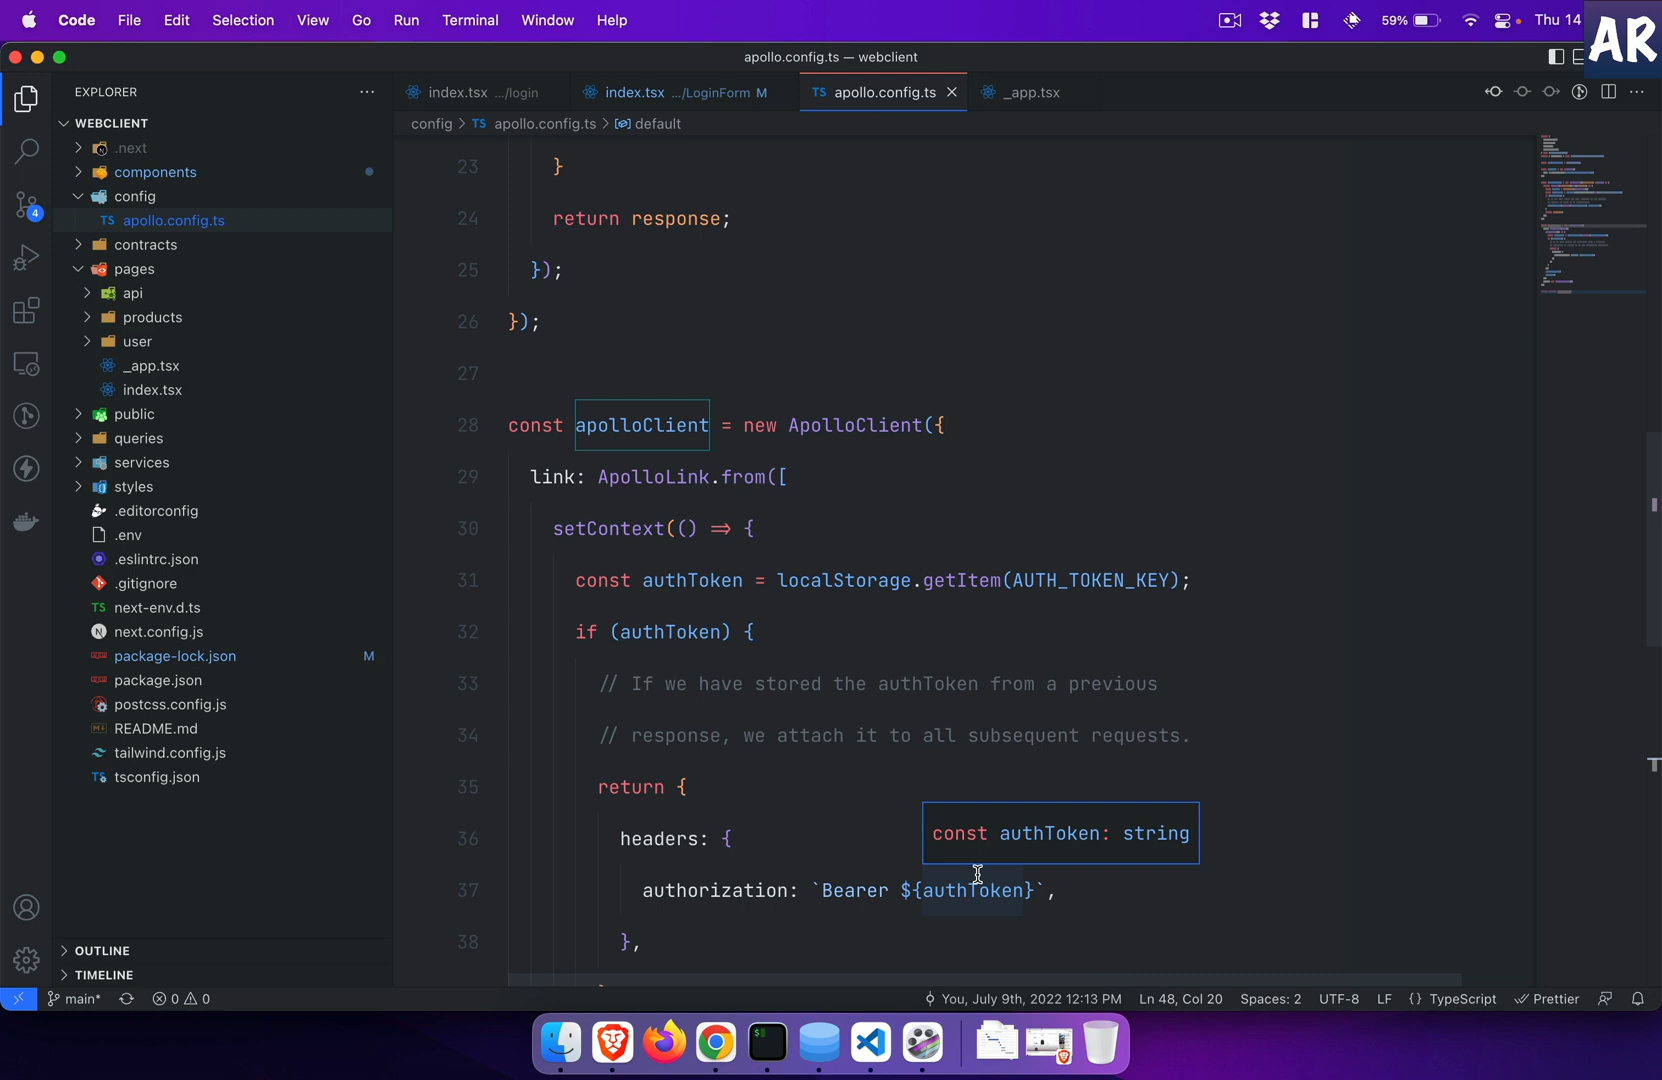 Code File Edit Selection View Go Run Terminal Window Help 59% Thu 14
AR
apollo.config.ts — webclient
EXPLORER
index.tsx .../login
index.tsx .../LoginForm M
TS apollo.config.ts
_app.tsx
config > TS apollo.config.ts > default
WEBCLIENT
.next
components
config
TS apollo.config.ts
contracts
pages
api
products
user
_app.tsx
index.tsx
public
queries
services
styles
.editorconfig
.env
.eslintrc.json
.gitignore
TS next-env.d.ts
N next.config.js
package-lock.json M
package.json
postcss.config.js
README.md
tailwind.config.js
TS tsconfig.json
OUTLINE
TIMELINE
4
23 }
24 return response;
25 });
26 });
27
28 const apolloClient = new ApolloClient({
29 link: ApolloLink.from([
30 setContext(() => {
31 const authToken = localStorage.getItem(AUTH_TOKEN_KEY);
32 if (authToken) {
33 // If we have stored the authToken from a previous
34 // response, we attach it to all subsequent requests.
35 return {
36 headers: {
const authToken: string
37 authorization: `Bearer ${authToken}`,
38 },
main* 0 0 You, July 9th, 2022 12:13 PM Ln 48, Col 20 Spaces: 2 UTF-8 LF {} TypeScript Prettier